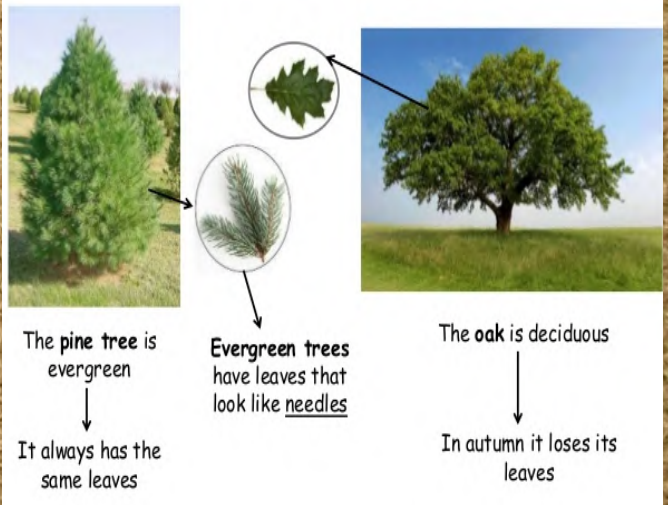 The pine tree is
evergreen
It always has the
same leaves
Evergreen trees
have leaves that
look like needles
The oak is deciduous
In autumn it loses its
leaves